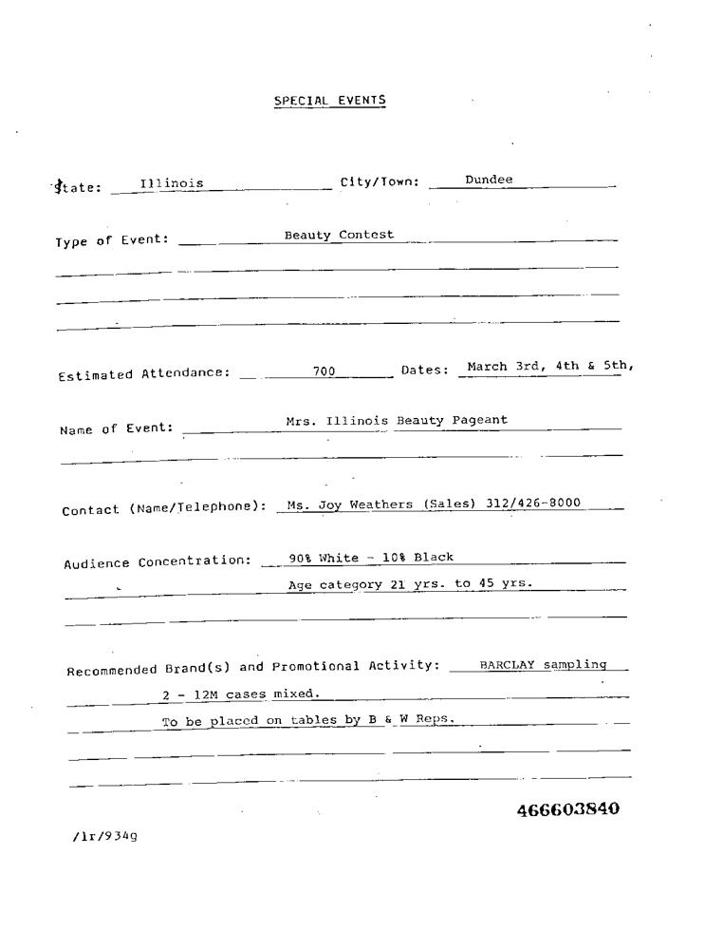 SPECIAL EVENTS
State: Illinois City/Town: Dundee
Type of Event: Beauty Contest
Estimated Attendance: 700 Dates: March 3rd, 4th & 5th,
Name of Event: Mrs. Illinois Beauty Pageant
Contact (Name/Telephone): Ms. Joy Weathers (Sales) 312/426-8000
Audience Concentration: 90% White - 10% Black
Age category 21 yrs. to 45 yrs.
Recommended Brand(s) and Promotional Activity: BARCLAY sampling
2 - 12M cases mixed.
To be placed on tables by B & W Reps.
466603840
/lr/934g